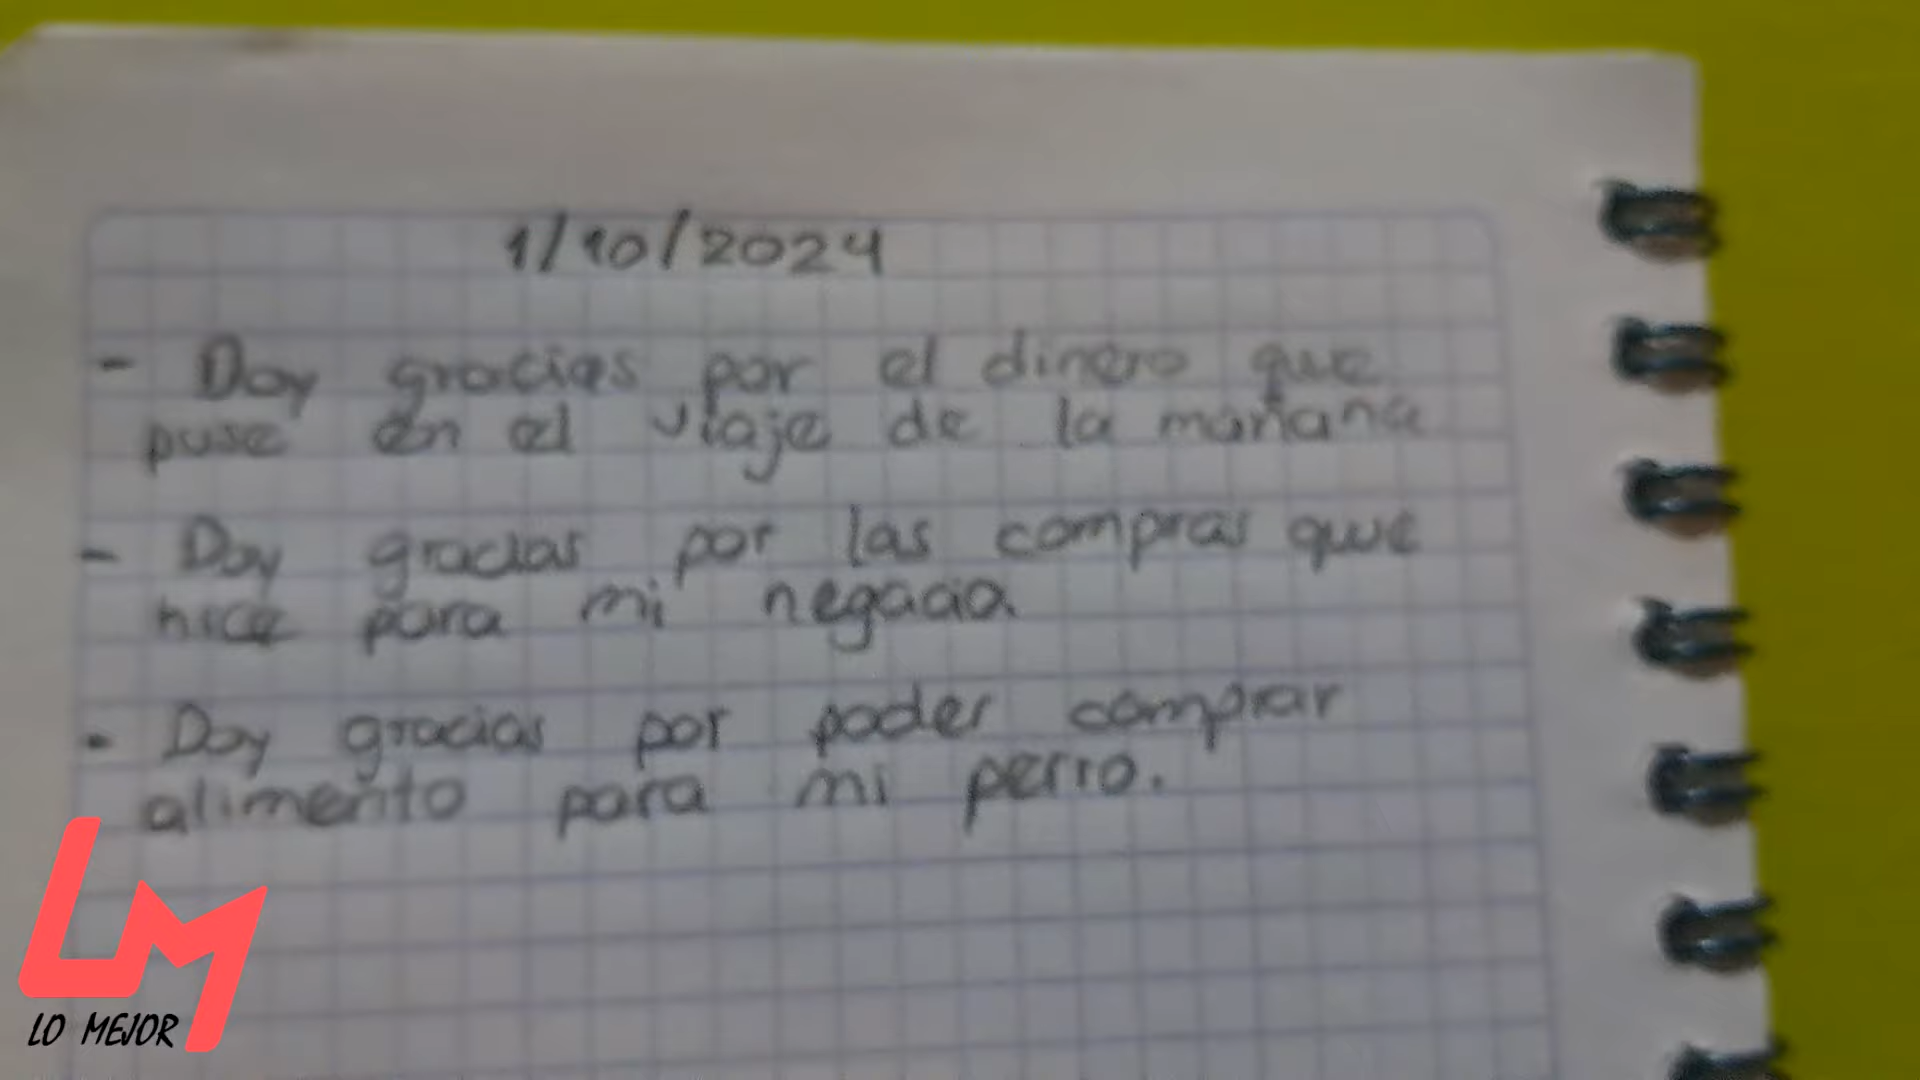 1/10/2024
- Doy gracias por el dinero que
puse en el viaje de la mañana
- Doy gracias por las compras que
hice para mi negocio
- Doy gracias por poder comprar
alimento para mi perro.
LM
LO MEJOR